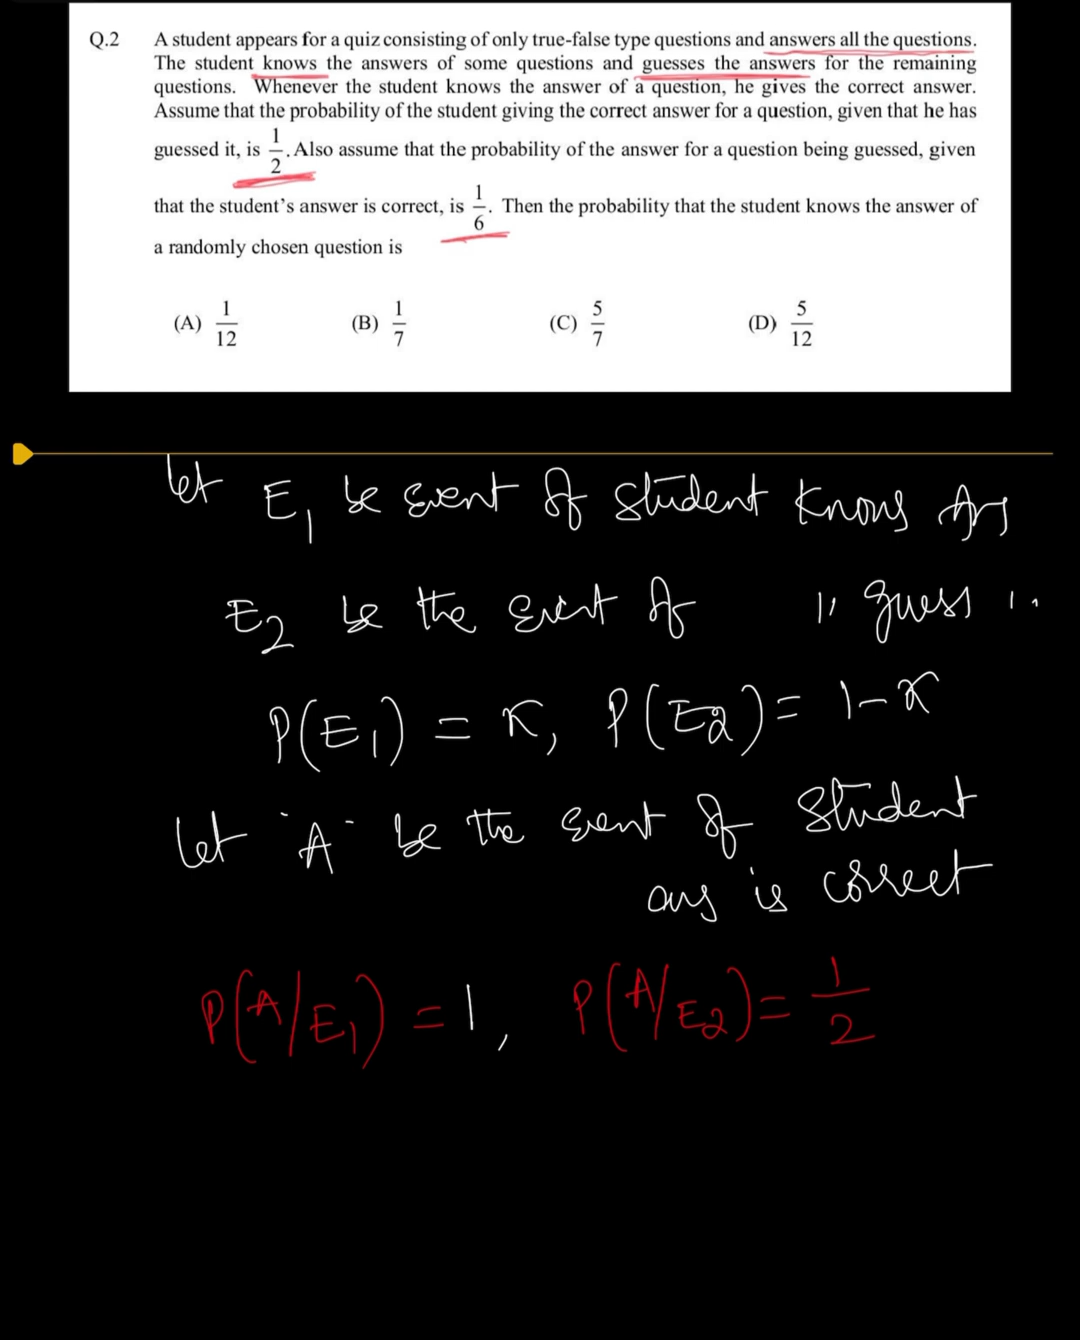 Q.2 A student appears for a quiz consisting of only true-false type questions and answers all the questions.
The student knows the answers of some questions and guesses the answers for the remaining
questions. Whenever the student knows the answer of a question, he gives the correct answer.
Assume that the probability of the student giving the correct answer for a question, given that he has
guessed it, is 1/2. Also assume that the probability of the answer for a question being guessed, given
that the student's answer is correct, is 1/6. Then the probability that the student knows the answer of
a randomly chosen question is
(A) 1/12 (B) 1/7 (C) 5/7 (D) 5/12
let E₁ be event of student knows Ans
E₂ be the event of " guess "
P(E₁) = x, P(E₂) = 1-x
let "A" be the event of student
ans is correct
P(A/E₁) = 1, P(A/E₂) = 1/2